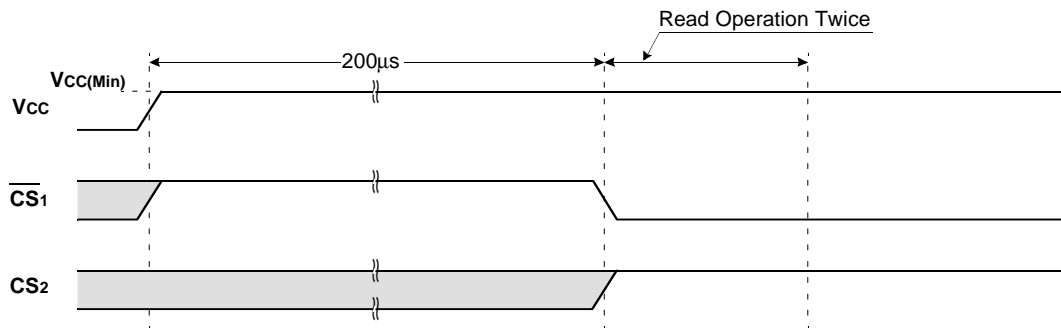 Read Operation Twice
200μs
VCC(Min)
VCC
CS1
CS2